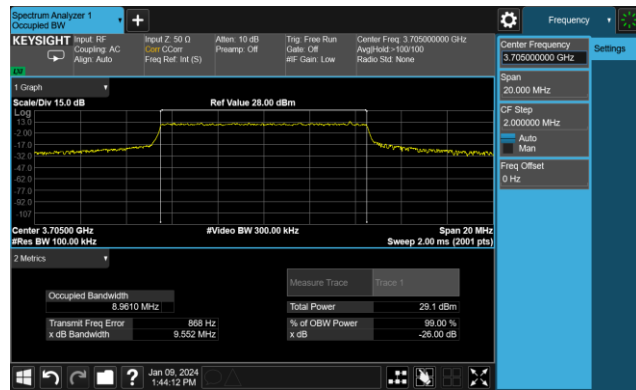 Spectrum Analyzer 1
Occupied BW
Frequency
KEYSIGHT
Input: RF
Coupling: AC
Align: Auto
Input Z: 50 Ω
Corr CCorr
Freq Ref: Int (S)
Atten: 10 dB
Preamp: Off
Trig: Free Run
Gate: Off
#IF Gain: Low
Center Freq: 3.705000000 GHz
Avg|Hold:>100/100
Radio Std: None
Center Frequency
3.705000000 GHz
Settings
Span
20.000 MHz
CF Step
2.000000 MHz
Auto
Man
Freq Offset
0 Hz
1 Graph
Scale/Div 15.0 dB
Ref Value 28.00 dBm
Log
13.0
-2.00
-17.0
-32.0
-47.0
-62.0
-77.0
-92.0
-107
Center 3.70500 GHz
#Video BW 300.00 kHz
Span 20 MHz
#Res BW 100.00 kHz
Sweep 2.00 ms (2001 pts)
2 Metrics
Measure Trace
Trace 1
Occupied Bandwidth
8.9610 MHz
Total Power
29.1 dBm
Transmit Freq Error
868 Hz
% of OBW Power
99.00 %
x dB Bandwidth
9.552 MHz
x dB
-26.00 dB
?
Jan 09, 2024
1:44:12 PM